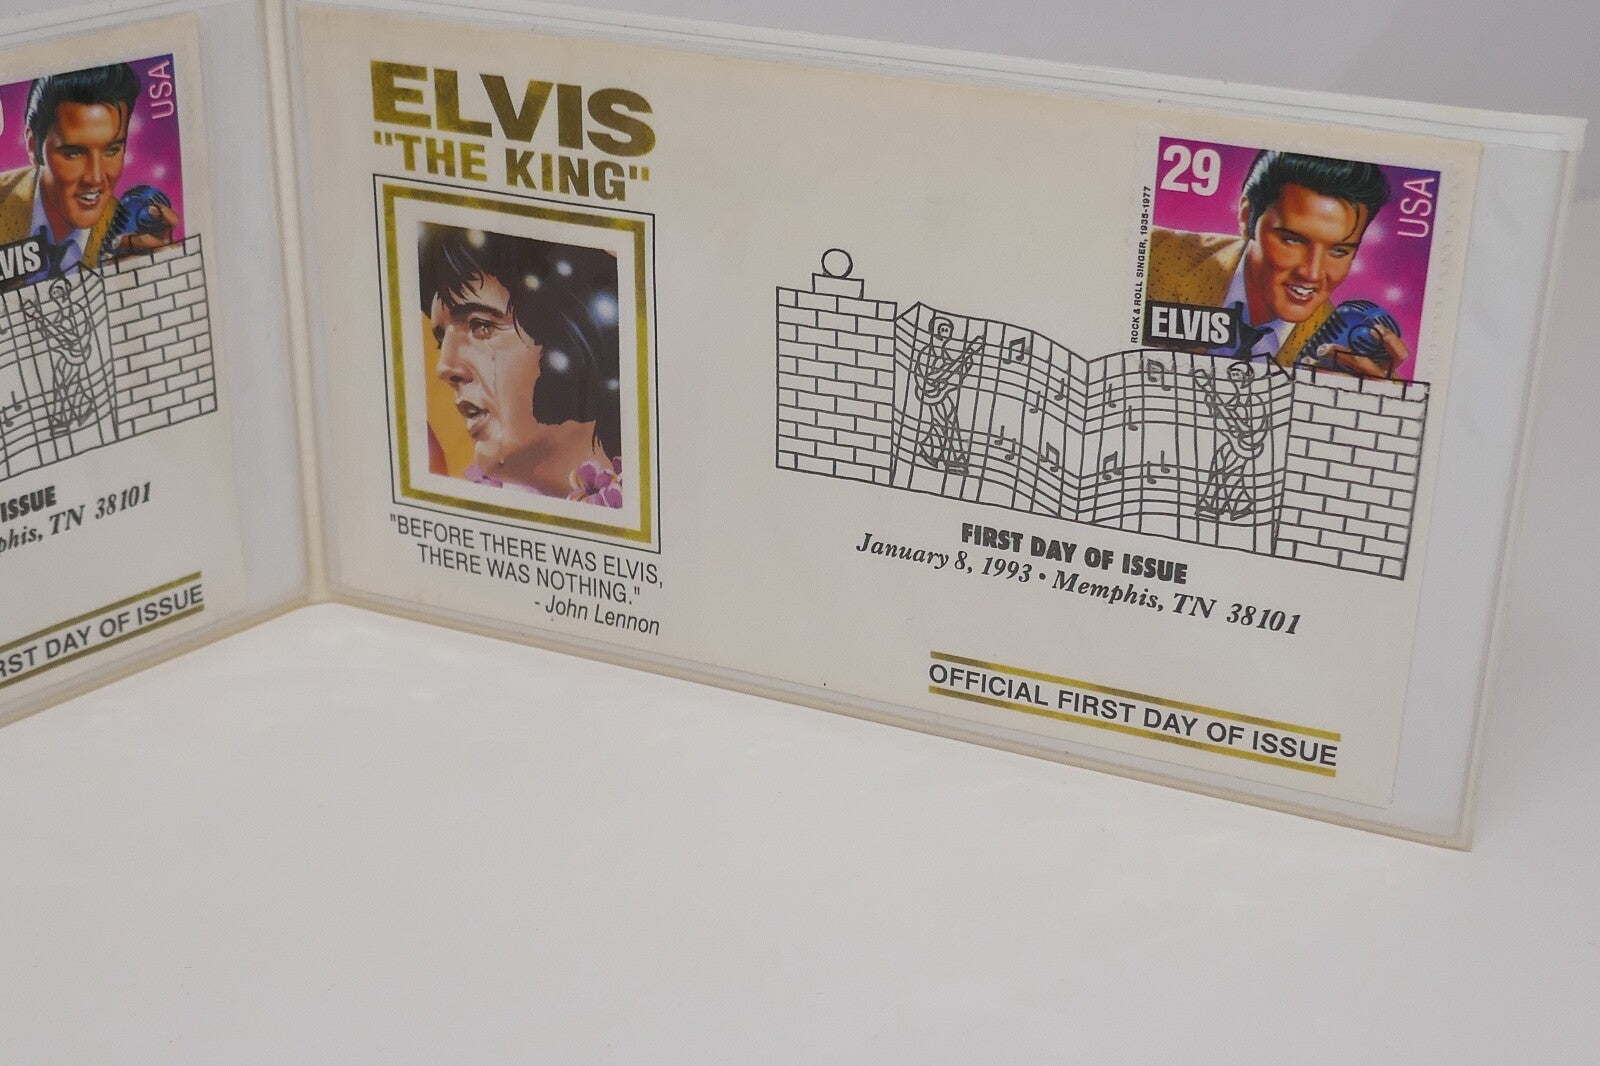 USA
VIS
ISSUE
phis, TN 38101
RST DAY OF ISSUE
ELVIS
"THE KING"
"BEFORE THERE WAS ELVIS,
THERE WAS NOTHING."
- John Lennon
29
USA
ROCK & ROLL SINGER, 1935-1977
ELVIS
FIRST DAY OF ISSUE
January 8, 1993 • Memphis, TN 38101
OFFICIAL FIRST DAY OF ISSUE